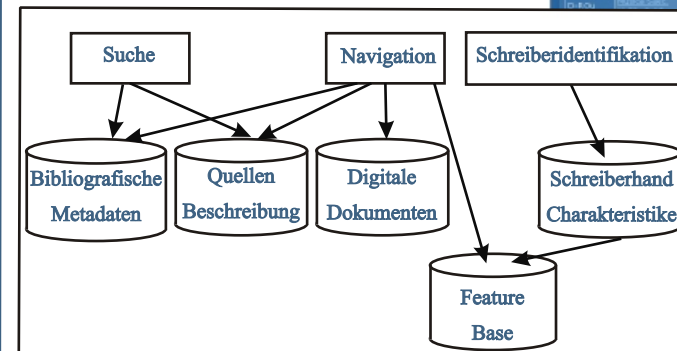 Suche
Navigation
Schreiberidentifikation
Bibliografische
Metadaten
Quellen
Beschreibung
Digitale
Dokumenten
Schreiberhand
Charakteristike
Feature
Base